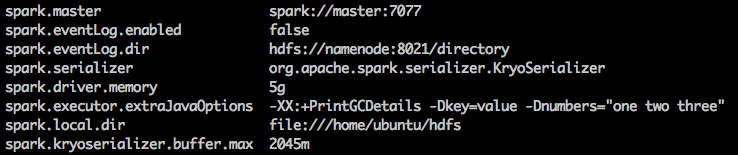 spark.master spark://master:7077
spark.eventLog.enabled false
spark.eventLog.dir hdfs://namenode:8021/directory
spark.serializer org.apache.spark.serializer.KryoSerializer
spark.driver.memory 5g
spark.executor.extraJavaOptions -XX:+PrintGCDetails -Dkey=value -Dnumbers="one two three"
spark.local.dir file:///home/ubuntu/hdfs
spark.kryoserializer.buffer.max 2045m